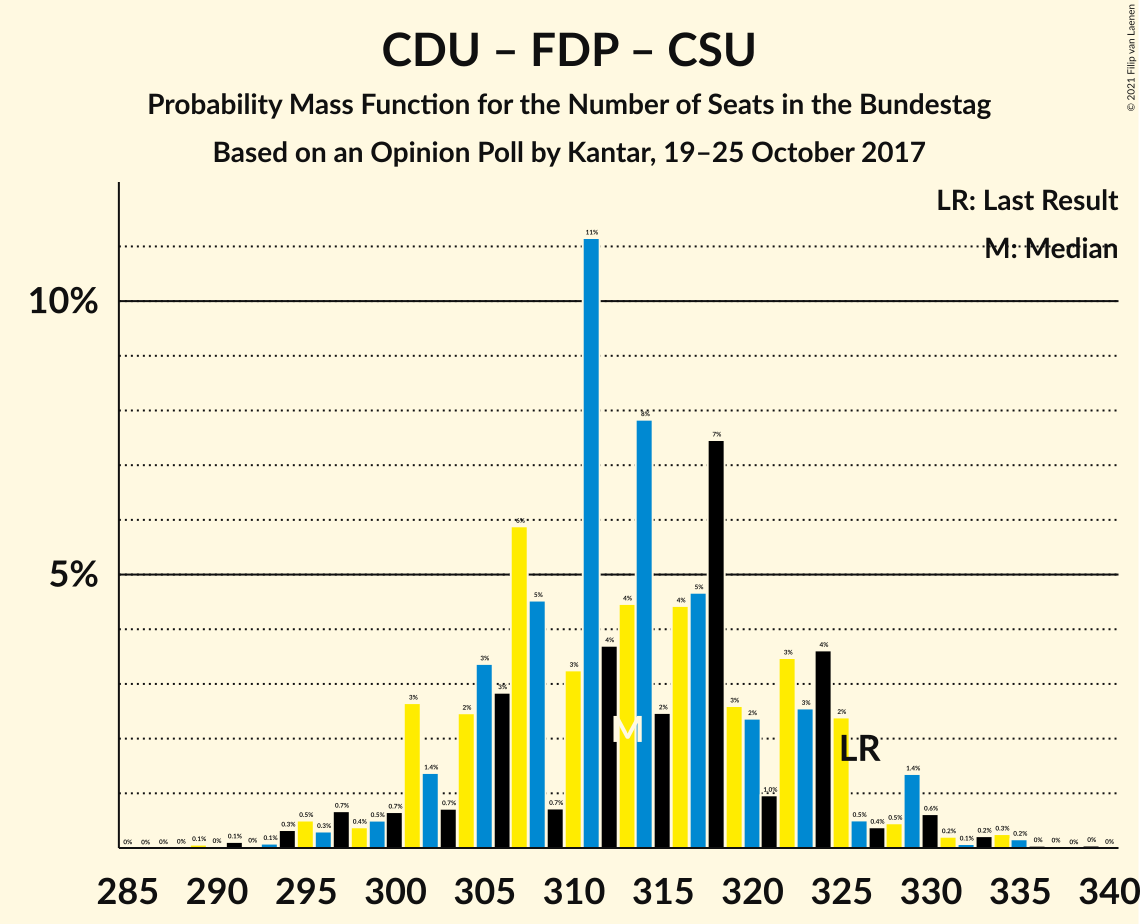 CDU – FDP – CSU
Probability Mass Function for the Number of Seats in the Bundestag
Based on an Opinion Poll by Kantar, 19–25 October 2017
© 2021 Filip van Laenen
LR: Last Result
M: Median
10%
5%
0% 0% 0% 0% 0.1% 0% 0.1% 0% 0.1% 0.3% 0.5% 0.3% 0.7% 0.4% 0.5% 0.7% 3% 1.4% 0.7% 2% 3% 3% 6% 5% 0.7% 3% 11% 4% 4% 8% 2% 4% 5% 7% 3% 2% 1.0% 3% 3% 4% 2% 0.5% 0.4% 0.5% 1.4% 0.6% 0.2% 0.1% 0.2% 0.3% 0.2% 0% 0% 0% 0% 0%
M
LR
285 290 295 300 305 310 315 320 325 330 335 340